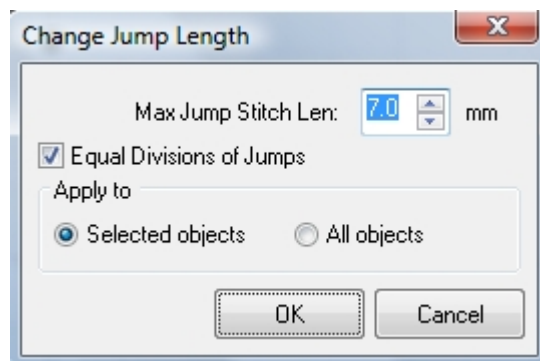 Change Jump Length
Max Jump Stitch Len: 7.0 mm
Equal Divisions of Jumps
Apply to
Selected objects All objects
OK Cancel